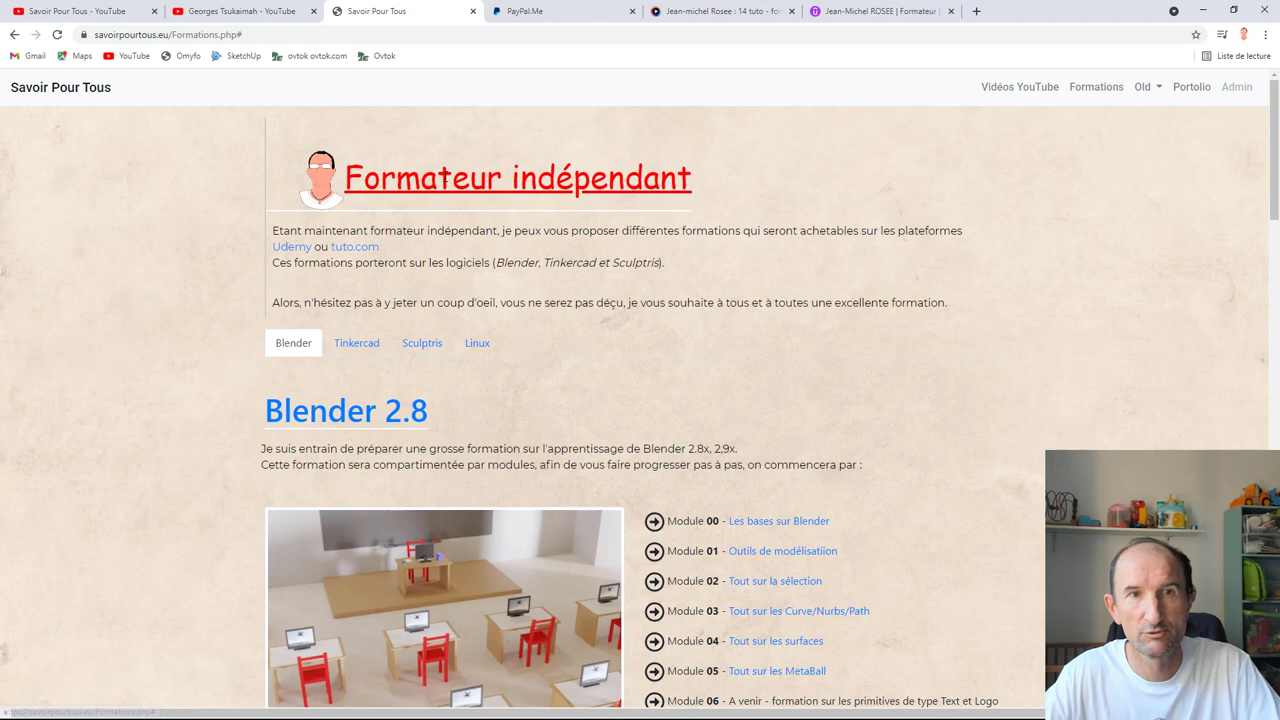 Savoir Pour Tous - YouTube
Georges Tsukaimah - YouTube
Savoir Pour Tous
PayPal.Me
Jean-michel Rosee : 14 tuto - for
Jean-Michel ROSEE | Formateur |
savoirpourtous.eu/Formations.php#
Gmail
Maps
YouTube
Omyfo
SketchUp
ovtok ovtok.com
Ovtok
Liste de lecture
Savoir Pour Tous
Vidéos YouTube
Formations
Old
Portolio
Admin
Formateur indépendant
Etant maintenant formateur indépendant, je peux vous proposer différentes formations qui seront achetables sur les plateformes
Udemy ou tuto.com
Ces formations porteront sur les logiciels (Blender, Tinkercad et Sculptris).
Alors, n'hésitez pas à y jeter un coup d'oeil, vous ne serez pas déçu, je vous souhaite à tous et à toutes une excellente formation.
Blender
Tinkercad
Sculptris
Linux
Blender 2.8
Je suis entrain de préparer une grosse formation sur l'apprentissage de Blender 2.8x, 2,9x.
Cette formation sera compartimentée par modules, afin de vous faire progresser pas à pas, on commencera par :
Module 00 - Les bases sur Blender
Module 01 - Outils de modélisatiion
Module 02 - Tout sur la sélection
Module 03 - Tout sur les Curve/Nurbs/Path
Module 04 - Tout sur les surfaces
Module 05 - Tout sur les MetaBall
Module 06 - A venir - formation sur les primitives de type Text et Logo